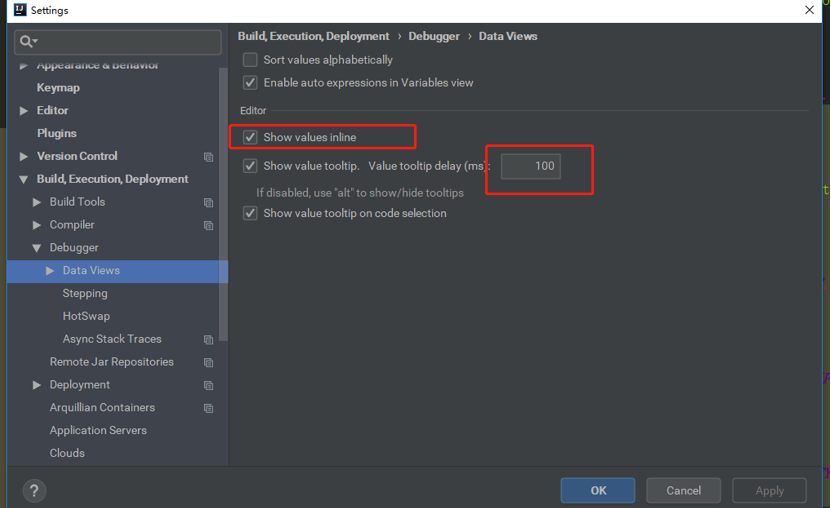 Settings
Build, Execution, Deployment › Debugger › Data Views
Sort values alphabetically
Enable auto expressions in Variables view
Editor
Show values inline
Show value tooltip. Value tooltip delay (ms): 100
If disabled, use "alt" to show/hide tooltips
Show value tooltip on code selection
Appearance & Behavior
Keymap
Editor
Plugins
Version Control
Build, Execution, Deployment
Build Tools
Compiler
Debugger
Data Views
Stepping
HotSwap
Async Stack Traces
Remote Jar Repositories
Deployment
Arquillian Containers
Application Servers
Clouds
?
OK
Cancel
Apply